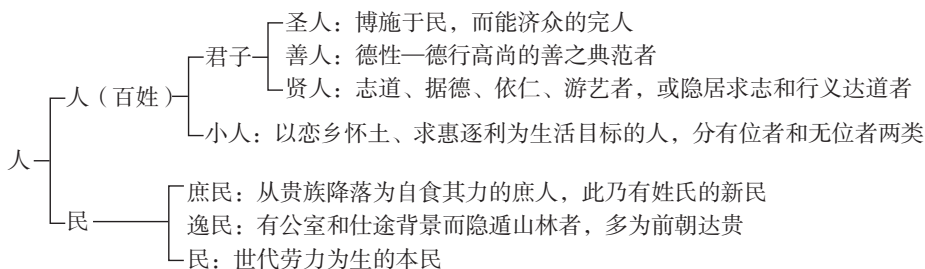 圣人：博施于民，而能济众的完人
君子
善人：德性—德行高尚的善之典范者
人（百姓）
贤人：志道、据德、依仁、游艺者，或隐居求志和行义达道者
小人：以恋乡怀土、求惠逐利为生活目标的人，分有位者和无位者两类
人
庶民：从贵族降落为自食其力的庶人，此乃有姓氏的新民
民
逸民：有公室和仕途背景而隐遁山林者，多为前朝达贵
民：世代劳力为生的本民